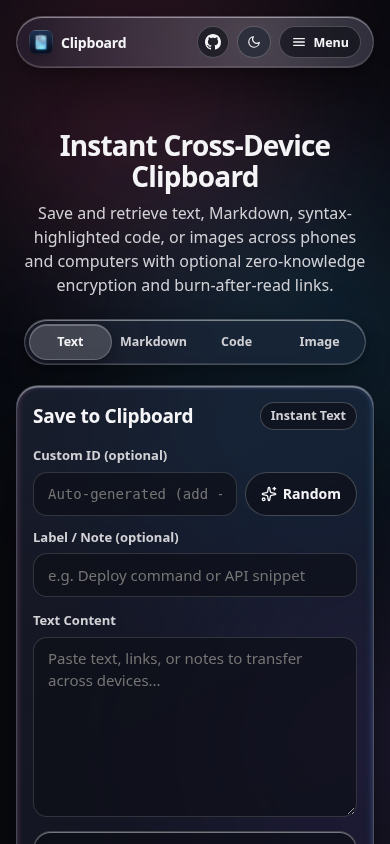 Clipboard
Menu
Instant Cross-Device
Clipboard
Save and retrieve text, Markdown, syntax-
highlighted code, or images across phones
and computers with optional zero-knowledge
encryption and burn-after-read links.
Text Markdown Code Image
Save to Clipboard
Instant Text
Custom ID (optional)
Auto-generated (add -
Random
Label / Note (optional)
e.g. Deploy command or API snippet
Text Content
Paste text, links, or notes to transfer
across devices...